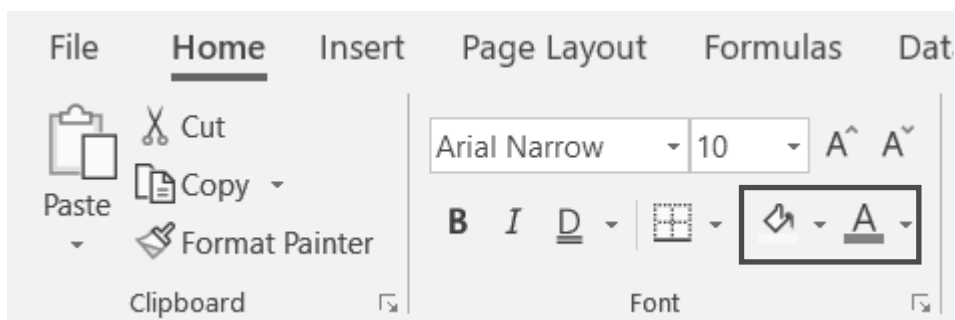 File Home Insert Page Layout Formulas Dat
Cut
Arial Narrow 10 A A
Copy
Paste
B I D A
Format Painter
Clipboard Font